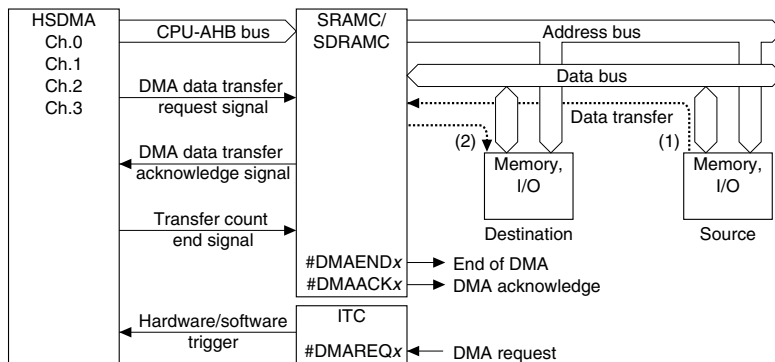 HSDMA
Ch.0
Ch.1
Ch.2
Ch.3
CPU-AHB bus
DMA data transfer
request signal
DMA data transfer
acknowledge signal
Transfer count
end signal
Hardware/software
trigger
SRAMC/
SDRAMC
#DMAENDx
#DMAACKx
ITC
#DMAREQx
Address bus
Data bus
Data transfer
(2)
(1)
Memory,
I/O
Destination
Memory,
I/O
Source
End of DMA
DMA acknowledge
DMA request